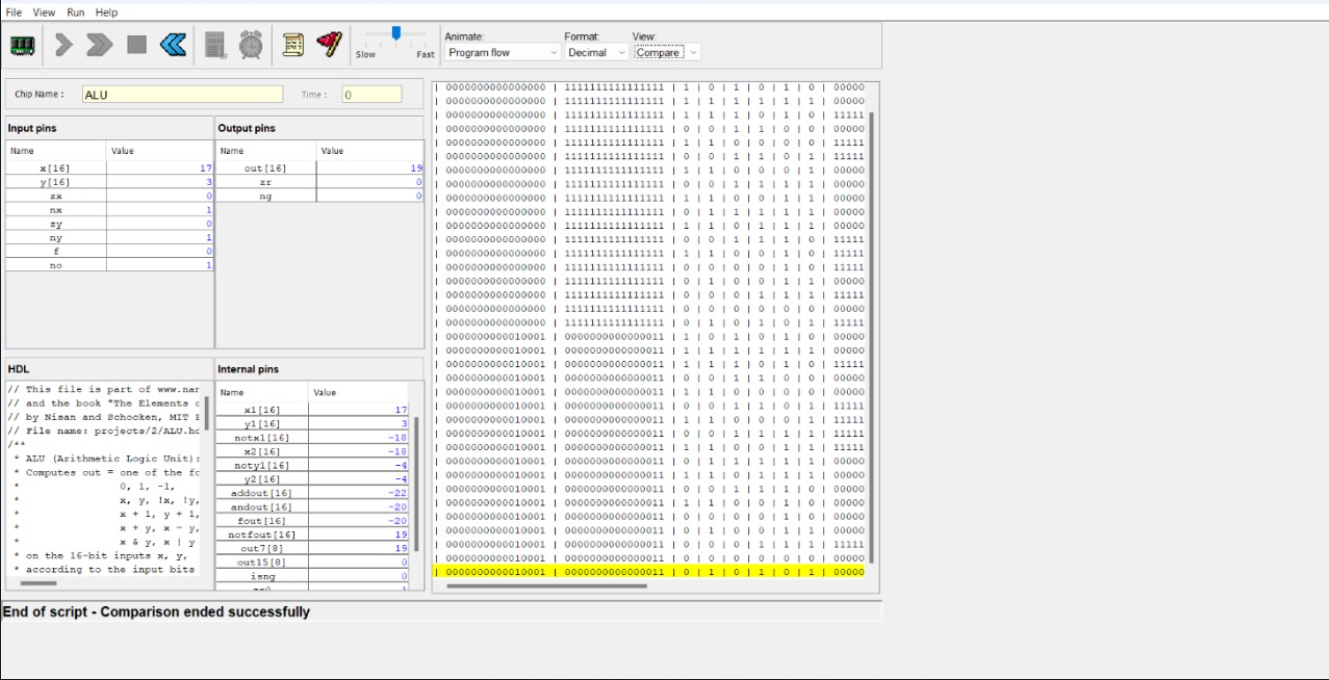 File View Run Help
Slow Fast
Animate: Format: View:
Program flow Decimal Compare
Chip Name : ALU Time : 0
Input pins
Name Value
x[16] 17
y[16] 3
zx 0
nx 1
zy 0
ny 1
f 0
no 1
Output pins
Name Value
out[16] 19
zr 0
ng 0
HDL
// This file is part of www.nan
// and the book "The Elements o
// by Nisan and Schocken, MIT P
// File name: projects/2/ALU.hd
/**
* ALU (Arithmetic Logic Unit):
* Computes out = one of the fo
* 0, 1, -1,
* x, y, !x, !y,
* x + 1, y + 1,
* x + y, x - y,
* x & y, x | y
* on the 16-bit inputs x, y,
* according to the input bits
Internal pins
Name Value
x1[16] 17
y1[16] 3
notx1[16] -18
x2[16] -18
noty1[16] -4
y2[16] -4
addout[16] -22
andout[16] -20
fout[16] -20
notfout[16] 19
out7[8] 19
out15[8] 0
isng 0
| 0000000000000000 | 1111111111111111 | 1 | 0 | 1 | 0 | 1 | 0 | 00000
| 0000000000000000 | 1111111111111111 | 1 | 1 | 1 | 1 | 1 | 1 | 00000
| 0000000000000000 | 1111111111111111 | 1 | 1 | 1 | 0 | 1 | 0 | 11111
| 0000000000000000 | 1111111111111111 | 0 | 0 | 1 | 1 | 0 | 0 | 00000
| 0000000000000000 | 1111111111111111 | 1 | 1 | 0 | 0 | 0 | 0 | 11111
| 0000000000000000 | 1111111111111111 | 0 | 0 | 1 | 1 | 0 | 1 | 11111
| 0000000000000000 | 1111111111111111 | 1 | 1 | 0 | 0 | 0 | 1 | 00000
| 0000000000000000 | 1111111111111111 | 0 | 0 | 1 | 1 | 1 | 1 | 00000
| 0000000000000000 | 1111111111111111 | 1 | 1 | 0 | 0 | 1 | 1 | 00000
| 0000000000000000 | 1111111111111111 | 0 | 1 | 1 | 1 | 1 | 1 | 00000
| 0000000000000000 | 1111111111111111 | 1 | 1 | 0 | 1 | 1 | 1 | 00000
| 0000000000000000 | 1111111111111111 | 0 | 0 | 1 | 1 | 1 | 0 | 11111
| 0000000000000000 | 1111111111111111 | 1 | 1 | 0 | 0 | 1 | 0 | 11111
| 0000000000000000 | 1111111111111111 | 0 | 0 | 0 | 0 | 1 | 0 | 11111
| 0000000000000000 | 1111111111111111 | 0 | 1 | 0 | 0 | 1 | 1 | 00000
| 0000000000000000 | 1111111111111111 | 0 | 0 | 0 | 1 | 1 | 1 | 11111
| 0000000000000000 | 1111111111111111 | 0 | 0 | 0 | 0 | 0 | 0 | 00000
| 0000000000000000 | 1111111111111111 | 0 | 1 | 0 | 1 | 0 | 1 | 11111
| 0000000000010001 | 0000000000000011 | 1 | 0 | 1 | 0 | 1 | 0 | 00000
| 0000000000010001 | 0000000000000011 | 1 | 1 | 1 | 1 | 1 | 1 | 00000
| 0000000000010001 | 0000000000000011 | 1 | 1 | 1 | 0 | 1 | 0 | 11111
| 0000000000010001 | 0000000000000011 | 0 | 0 | 1 | 1 | 0 | 0 | 00000
| 0000000000010001 | 0000000000000011 | 1 | 1 | 0 | 0 | 0 | 0 | 00000
| 0000000000010001 | 0000000000000011 | 0 | 0 | 1 | 1 | 0 | 1 | 11111
| 0000000000010001 | 0000000000000011 | 1 | 1 | 0 | 0 | 0 | 1 | 11111
| 0000000000010001 | 0000000000000011 | 0 | 0 | 1 | 1 | 1 | 1 | 11111
| 0000000000010001 | 0000000000000011 | 1 | 1 | 0 | 0 | 1 | 1 | 11111
| 0000000000010001 | 0000000000000011 | 0 | 1 | 1 | 1 | 1 | 1 | 00000
| 0000000000010001 | 0000000000000011 | 1 | 1 | 0 | 1 | 1 | 1 | 00000
| 0000000000010001 | 0000000000000011 | 0 | 0 | 1 | 1 | 1 | 0 | 00000
| 0000000000010001 | 0000000000000011 | 1 | 1 | 0 | 0 | 1 | 0 | 00000
| 0000000000010001 | 0000000000000011 | 0 | 0 | 0 | 0 | 1 | 0 | 00000
| 0000000000010001 | 0000000000000011 | 0 | 1 | 0 | 0 | 1 | 1 | 00000
| 0000000000010001 | 0000000000000011 | 0 | 0 | 0 | 1 | 1 | 1 | 11111
| 0000000000010001 | 0000000000000011 | 0 | 0 | 0 | 0 | 0 | 0 | 00000
| 0000000000010001 | 0000000000000011 | 0 | 1 | 0 | 1 | 0 | 1 | 00000
End of script - Comparison ended successfully